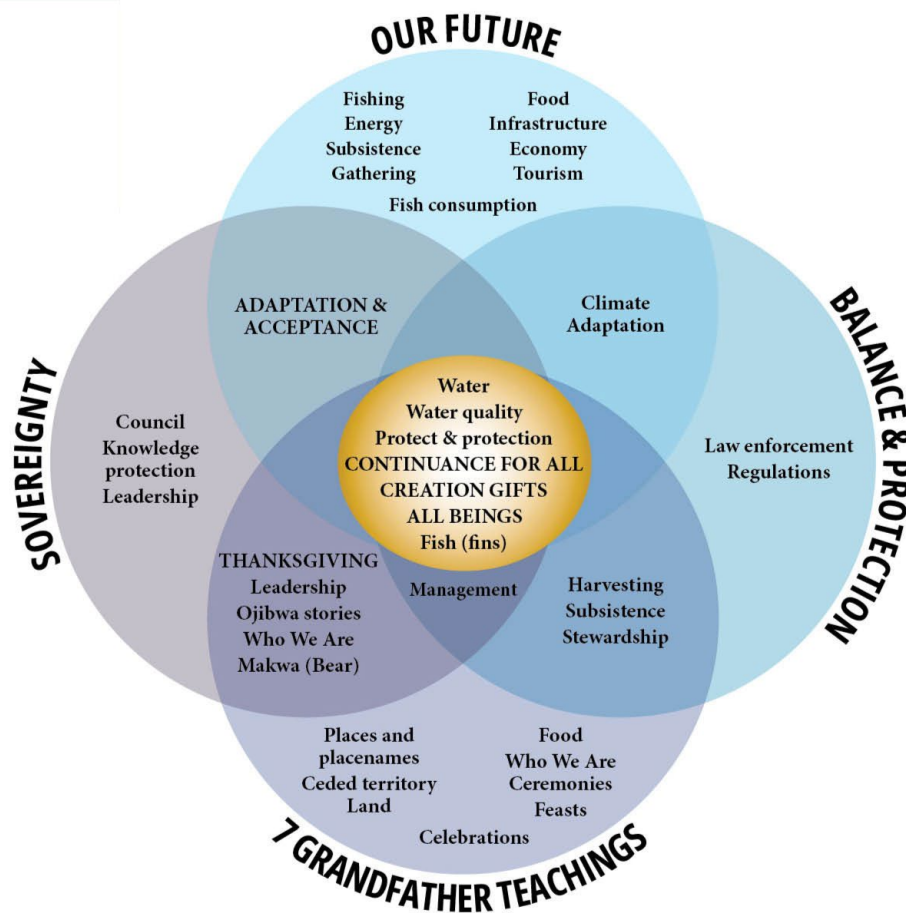 OUR FUTURE
Fishing
Energy
Subsistence
Gathering
Food
Infrastructure
Economy
Tourism
Fish consumption
ADAPTATION &
ACCEPTANCE
Climate
Adaptation
SOVEREIGNTY
Council
Knowledge
protection
Leadership
Water
Water quality
Protect & protection
CONTINUANCE FOR ALL
CREATION GIFTS
ALL BEINGS
Fish (fins)
Law enforcement
Regulations
BALANCE & PROTECTION
THANKSGIVING
Leadership
Ojibwa stories
Who We Are
Makwa (Bear)
Management
Harvesting
Subsistence
Stewardship
Places and
placenames
Ceded territory
Land
Food
Who We Are
Ceremonies
Feasts
Celebrations
7 GRANDFATHER TEACHINGS